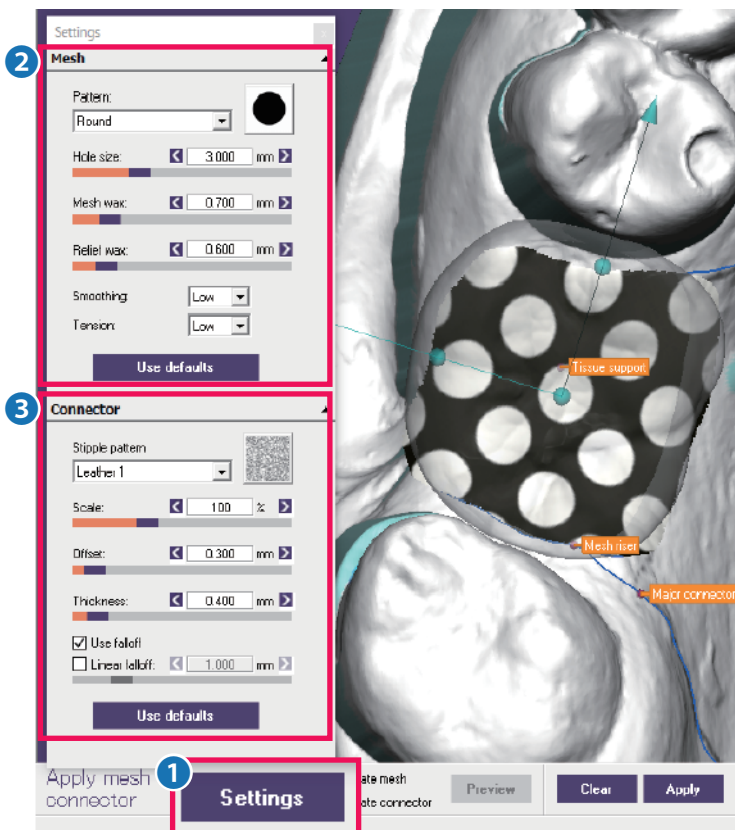 Settings
2
Mesh
Pattern:
Round
Hole size: 3.000 mm
Mesh wax: 0.700 mm
Relief wax: 0.600 mm
Smoothing: Low
Tension: Low
Use defaults
3
Connector
Stipple pattern
Leather 1
Scale: 100 %
Offset: 0.300 mm
Thickness: 0.400 mm
Use falloff
Linear falloff: 1.000 mm
Use defaults
Tissue support
Mesh riser
Major connector
Apply mesh
connector
1
Settings
ate mesh
ate connector
Preview
Clear
Apply